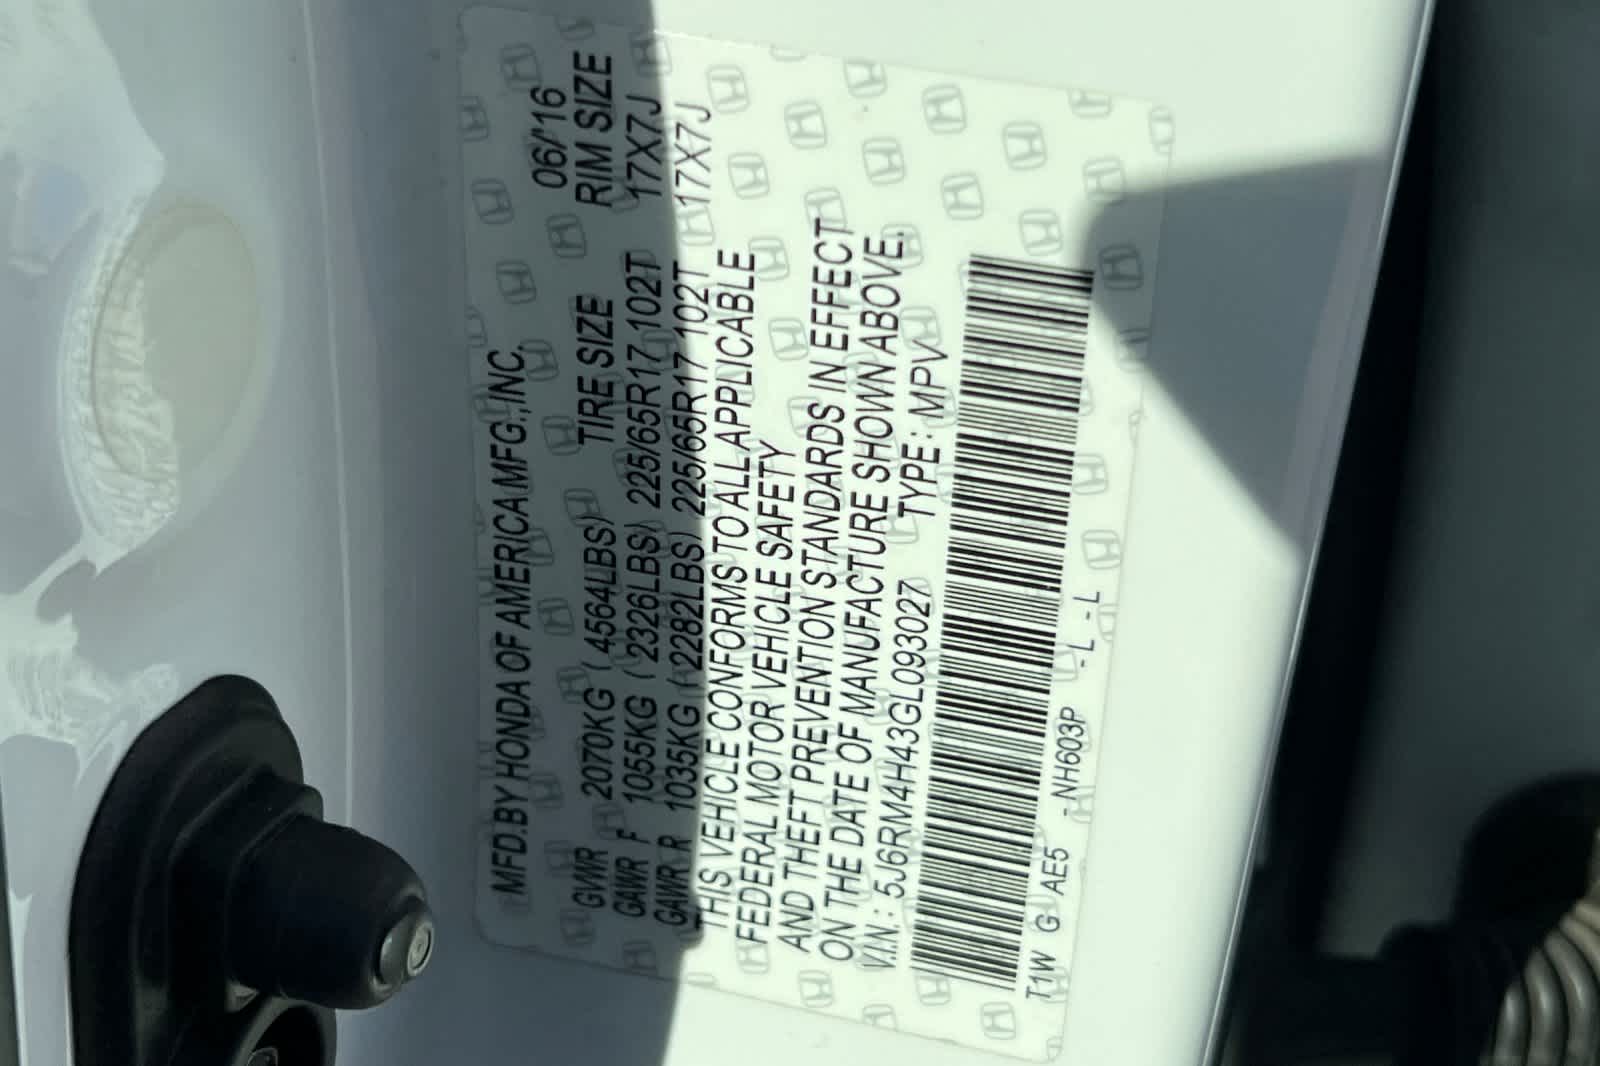 MFD.BY HONDA OF AMERICA MFG.,INC. 06/'16
GVWR 2070KG ( 4564LBS) TIRE SIZE RIM SIZE
GAWR F 1055KG ( 2326LBS) 225/65R17 102T 17X7J
GAWR R 1035KG ( 2282LBS) 225/65R17 102T 17X7J
THIS VEHICLE CONFORMS TO ALL APPLICABLE
FEDERAL MOTOR VEHICLE SAFETY
AND THEFT PREVENTION STANDARDS IN EFFECT
ON THE DATE OF MANUFACTURE SHOWN ABOVE.
V.I.N.: 5J6RM4H43GL093027 TYPE: MPV
T1W G AE5 - NH603P -L -L